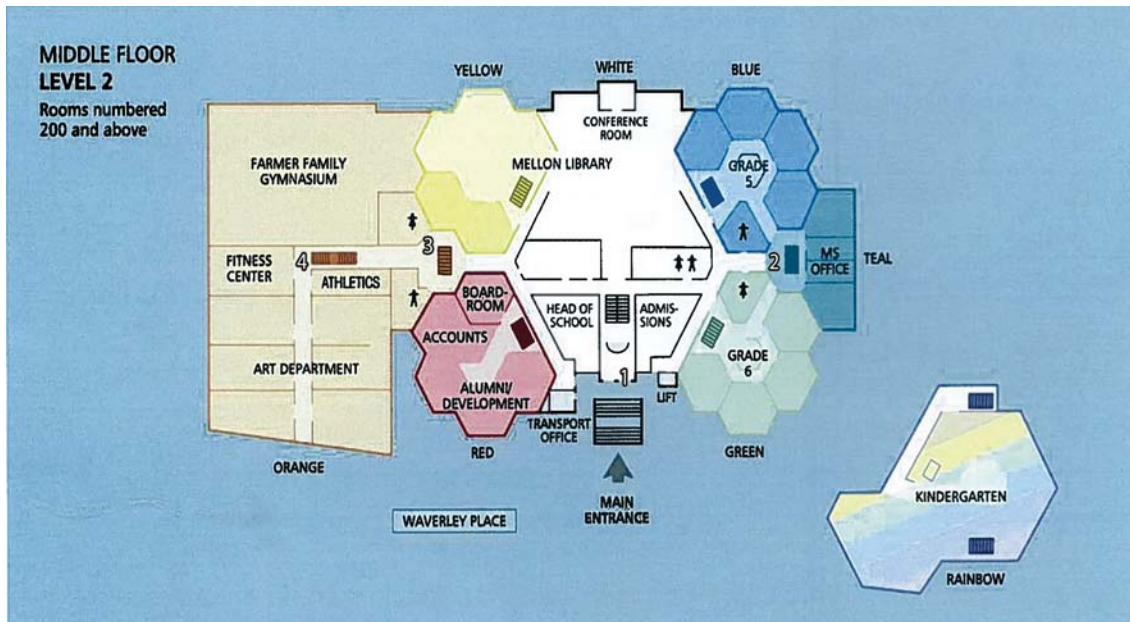 MIDDLE FLOOR
LEVEL 2
Rooms numbered
200 and above
YELLOW
WHITE
BLUE
CONFERENCE
ROOM
FARMER FAMILY
GYMNASIUM
MELLON LIBRARY
GRADE
5
3
4
2
FITNESS
CENTER
ATHLETICS
MS
OFFICE
TEAL
BOARD-
ROOM
HEAD OF
SCHOOL
ADMIS-
SIONS
ACCOUNTS
GRADE
6
ART DEPARTMENT
ALUMNI/
DEVELOPMENT
1
LIFT
TRANSPORT
OFFICE
ORANGE
RED
GREEN
MAIN
ENTRANCE
WAVERLEY PLACE
KINDERGARTEN
RAINBOW